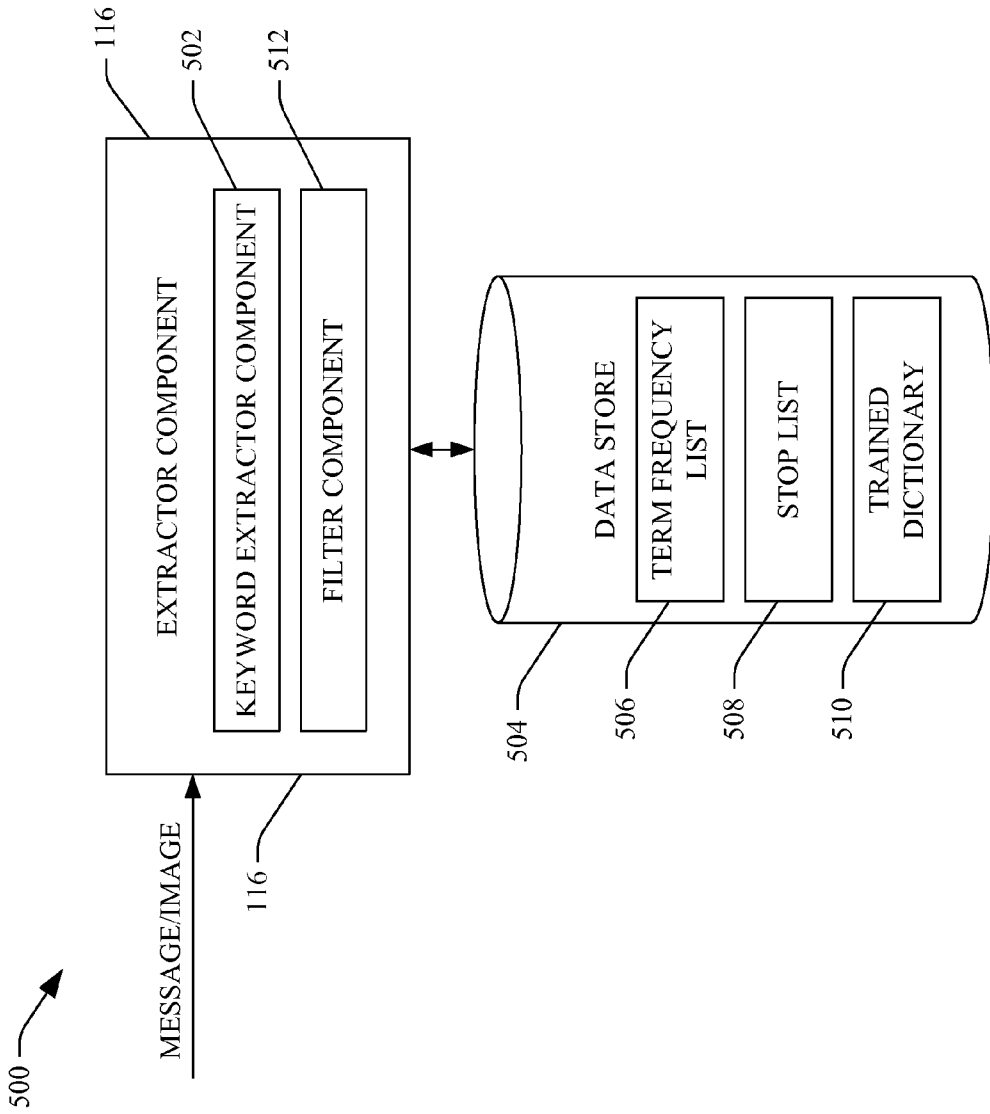 500
MESSAGE/IMAGE
116
EXTRACTOR COMPONENT
116
KEYWORD EXTRACTOR COMPONENT
502
FILTER COMPONENT
512
504
DATA STORE
506
TERM FREQUENCY
LIST
508
STOP LIST
510
TRAINED
DICTIONARY